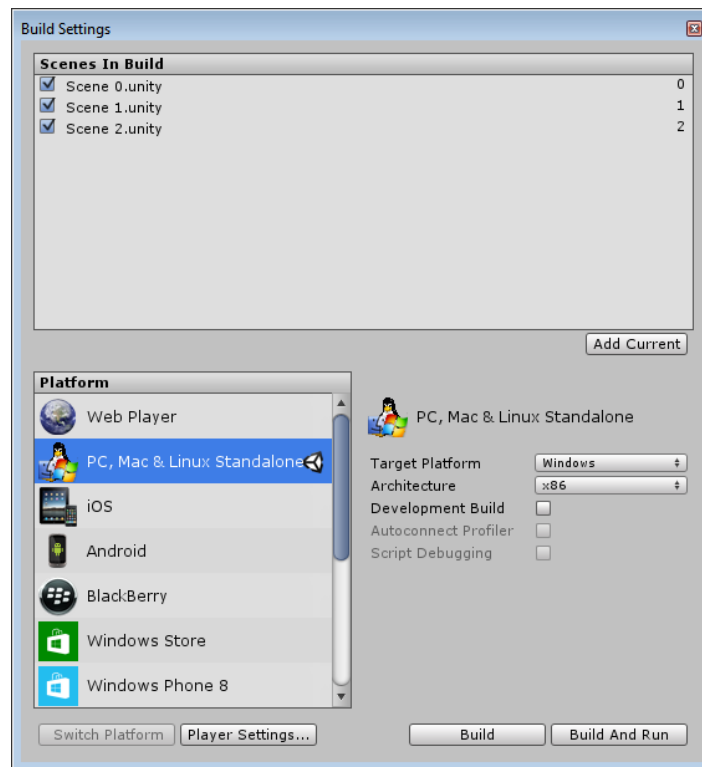 Build Settings
Scenes In Build
Scene 0.unity 0
Scene 1.unity 1
Scene 2.unity 2
Add Current
Platform
Web Player
PC, Mac & Linux Standalone
iOS
Android
BlackBerry
Windows Store
Windows Phone 8
PC, Mac & Linux Standalone
Target Platform Windows
Architecture x86
Development Build
Autoconnect Profiler
Script Debugging
Switch Platform Player Settings... Build Build And Run